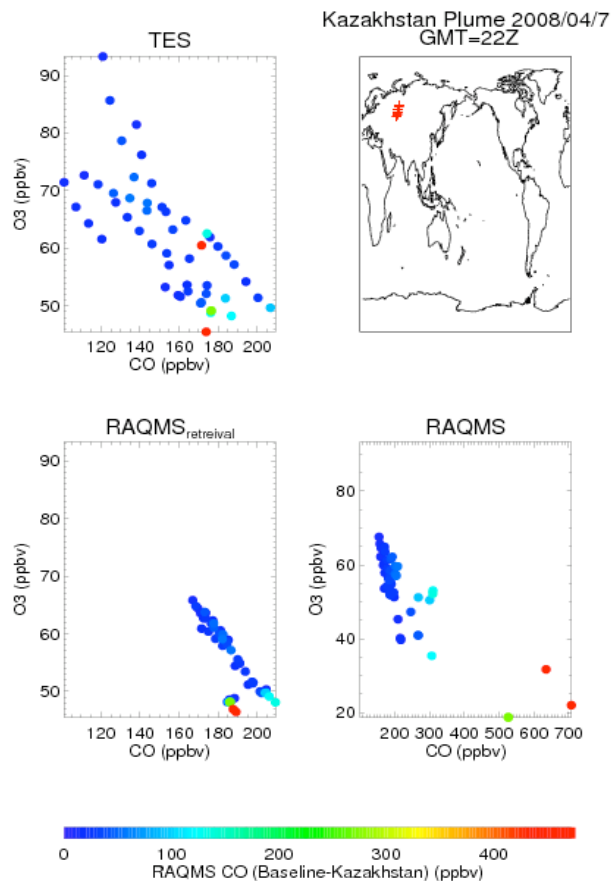 Kazakhstan Plume 2008/04/7
TES
GMT=22Z
90
80
70
60
50
O3 (ppbv)
120 140 160 180 200
CO (ppbv)
RAQMSretreival
RAQMS
90
80
70
60
50
O3 (ppbv)
120 140 160 180 200
CO (ppbv)
80
60
40
20
O3 (ppbv)
200 300 400 500 600 700
CO (ppbv)
0 100 200 300 400
RAQMS CO (Baseline-Kazakhstan) (ppbv)